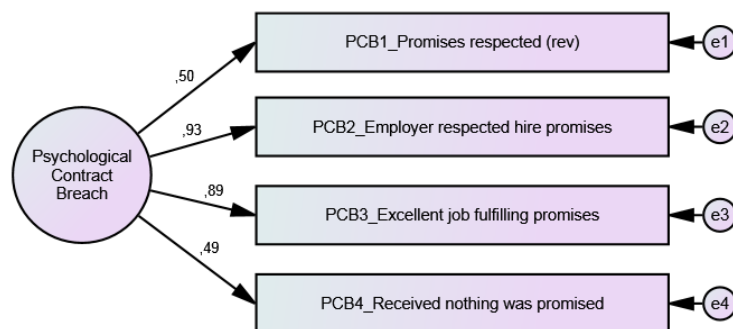 PCB1_Promises respected (rev)
e1
,50
,93
PCB2_Employer respected hire promises
e2
Psychological
Contract
Breach
,89
PCB3_Excellent job fulfilling promises
e3
,49
PCB4_Received nothing was promised
e4